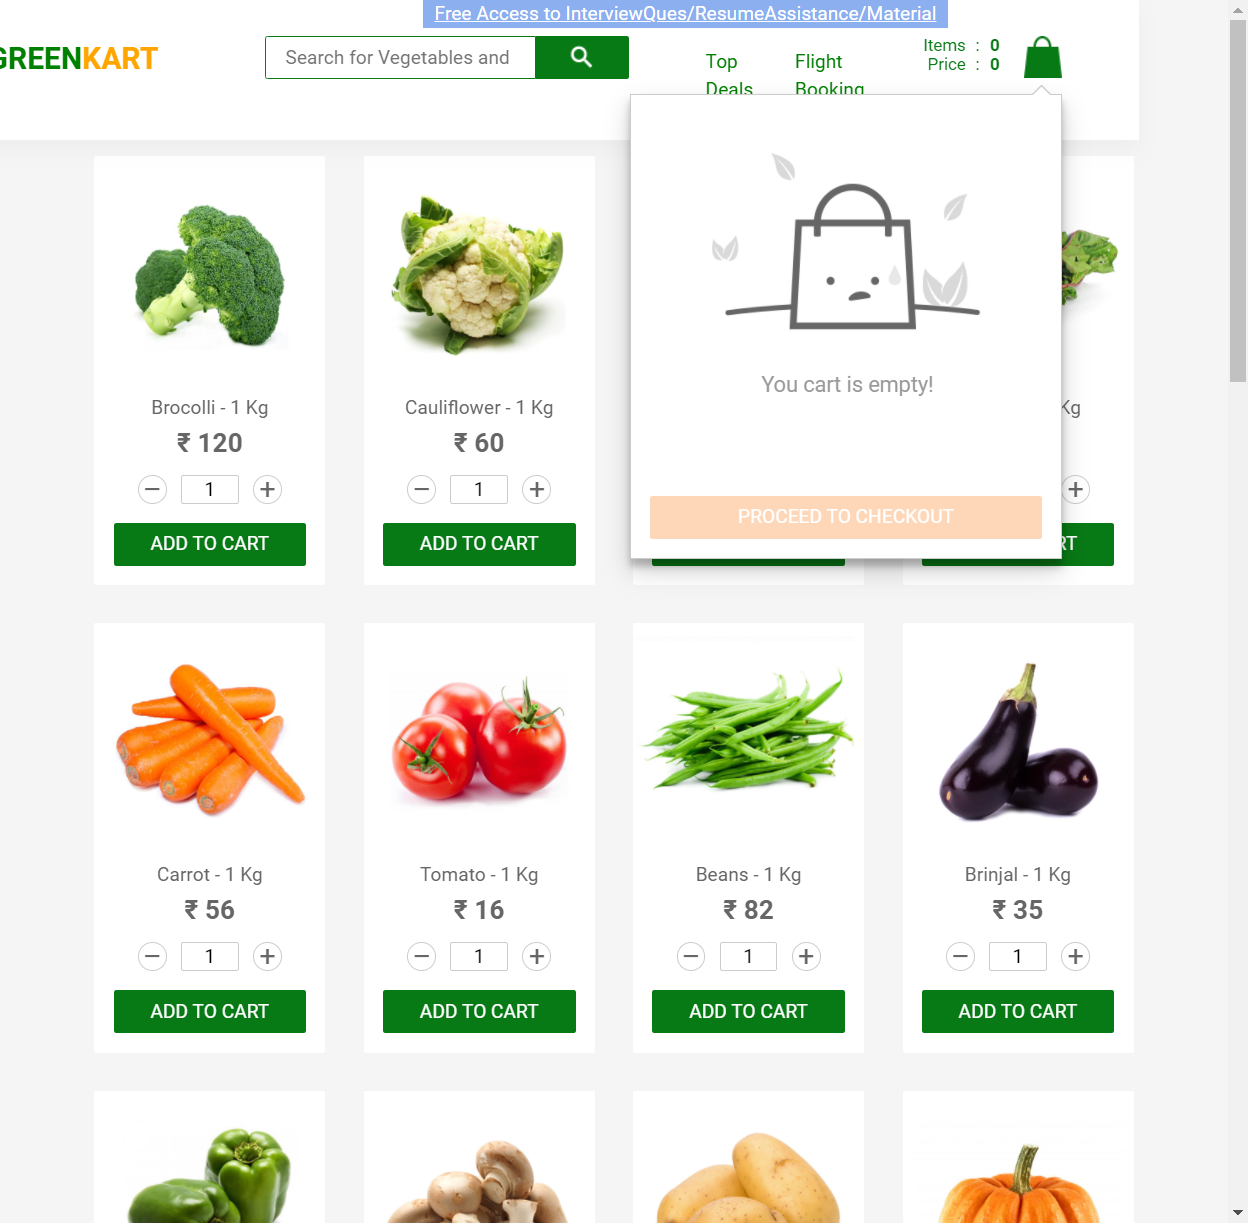 Free Access to InterviewQues/ResumeAssistance/Material
GREENKART
Search for Vegetables and
Top
Deals
Flight
Booking
Items : 0
Price : 0
You cart is empty!
PROCEED TO CHECKOUT
Brocolli - 1 Kg
₹ 120
1
ADD TO CART
Cauliflower - 1 Kg
₹ 60
1
ADD TO CART
Kg
RT
Carrot - 1 Kg
₹ 56
1
ADD TO CART
Tomato - 1 Kg
₹ 16
1
ADD TO CART
Beans - 1 Kg
₹ 82
1
ADD TO CART
Brinjal - 1 Kg
₹ 35
1
ADD TO CART